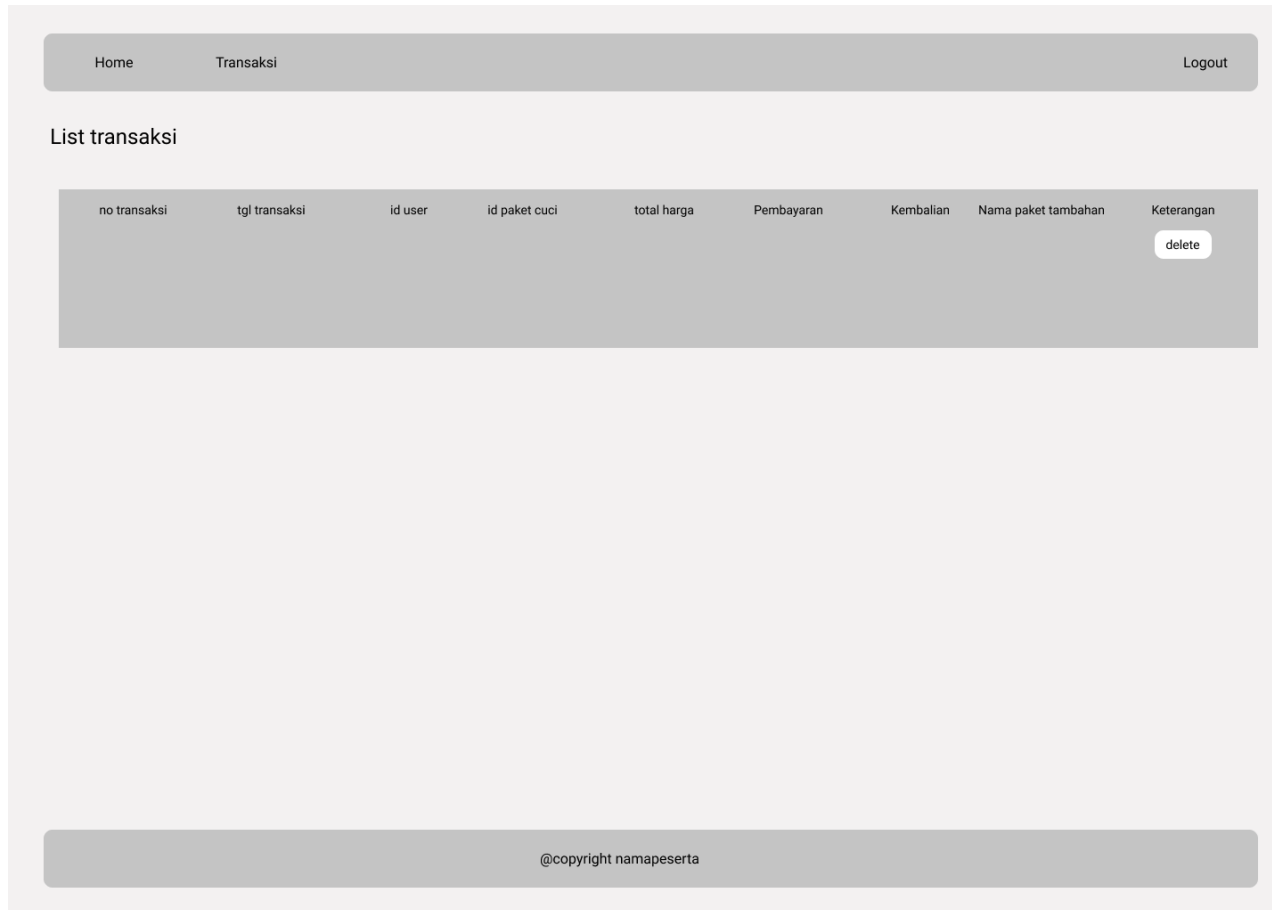 Home Transaksi Logout
List transaksi
no transaksi tgl transaksi id user id paket cuci total harga Pembayaran Kembalian Nama paket tambahan Keterangan
delete
@copyright namapeserta